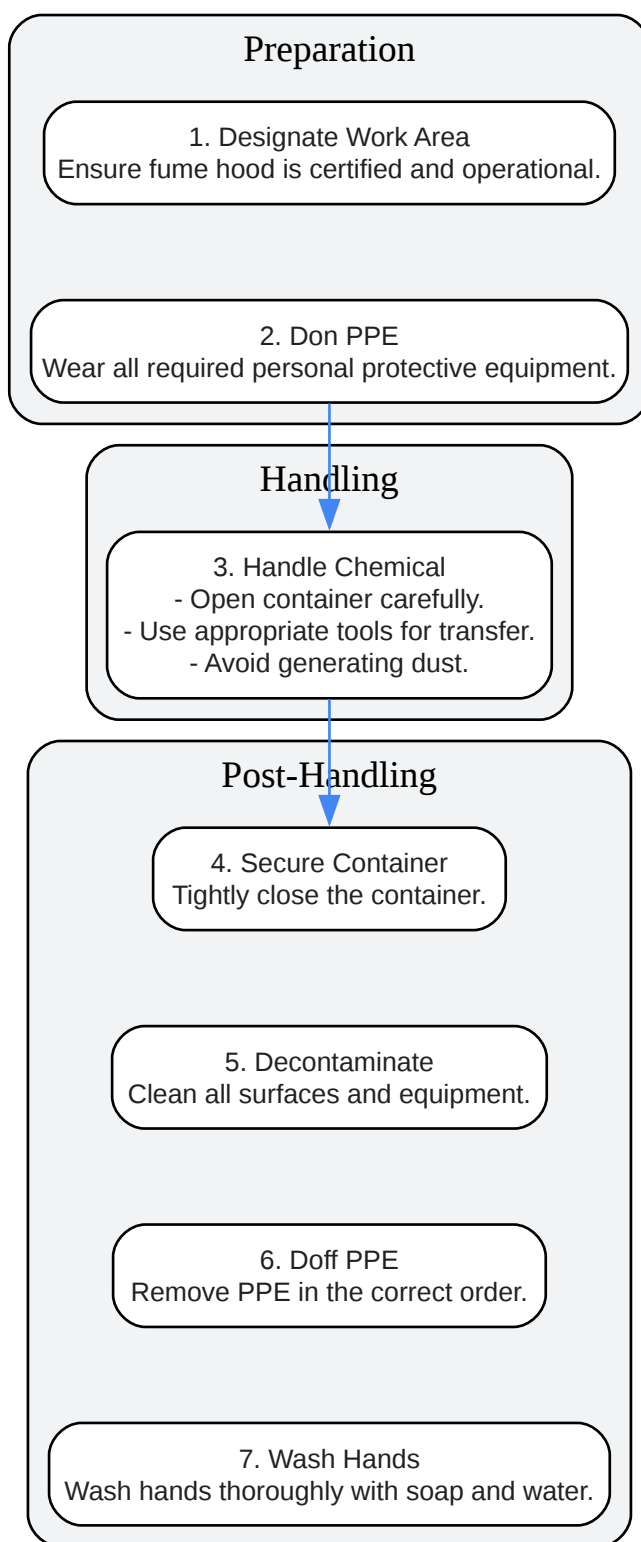 Preparation
1. Designate Work Area
Ensure fume hood is certified and operational.
2. Don PPE
Wear all required personal protective equipment.
Handling
3. Handle Chemical
- Open container carefully.
- Use appropriate tools for transfer.
- Avoid generating dust.
Post-Handling
4. Secure Container
Tightly close the container.
5. Decontaminate
Clean all surfaces and equipment.
6. Doff PPE
Remove PPE in the correct order.
7. Wash Hands
Wash hands thoroughly with soap and water.